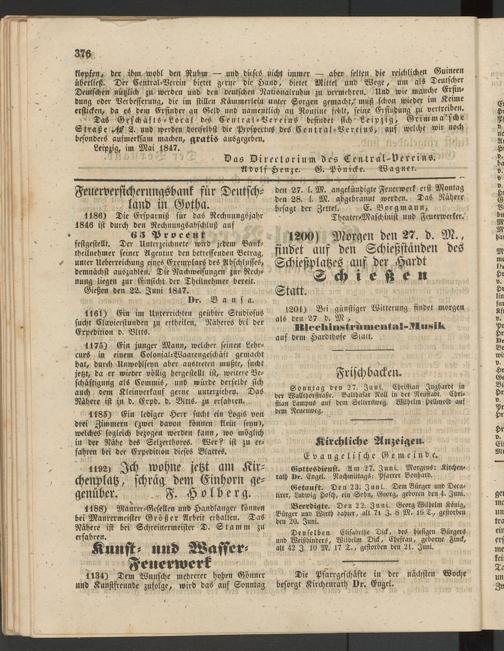 376
klopfen, der ihm wohl den Ruhm — und dieses nicht immer — aber selten die reichlichen Guineen
überließ. Der Central-Verein bietet gerne die Hand, bietet Mittel und Wege, um als Deutscher
Deutschen nützlich zu werden und den deutschen Nationalruhm zu vermehren. Und wie manche Erfin-
dung oder Verbesserung, die im stillen Kämmerlein unter Sorgen gemacht, muß schon wieder im Keime
ersticken, da es dem Erfinder an Geld und namentlich an Routine fehlt, seine Erfindung zu vertreiben.
Das Geschäfts-Local des Central-Vereins befindet sich Leipzig, Grimma'sche
Straße № 2. und werden dorselbst die Prospectes des Central-Vereins, auf welche wir noch
besonders aufmerksam machen, gratis ausgegeben.
Leipzig, im Mai 1847.
Das Directorium des Central-Vereins.
Adolf Henze. G. Pönicke. Wagner.
Feuerversicherungsbank für Deutsch-
land in Gotha.
1186) Die Ersparniß für das Rechnungsjahr
1846 ist durch den Rechnungsabschluß auf
65 Procent
festgestellt. Der Unterzeichnete wird jedem Bank-
theilnehmer seiner Agentur den betreffenden Betrag,
unter Ueberreichung eines Exemplars des Abschlusses,
demnächst auszahlen. Die Nachweisungen zur Rech-
nung liegen zur Einsicht der Theilnehmer bereit.
Gießen den 22. Juni 1847.
Dr. Bansa.
1161) Ein im Unterrichten geübter Studiosus
sucht Clavierstunden zu ertheilen. Näheres bei der
Expedition d. Bltts.
1175) Ein junger Mann, welcher seinen Lehr-
curs in einem Colonial-Waarengeschäft gemacht
hat, durch Unwohlseyn aber austreten mußte, sucht
jetzt, da er wieder völlig hergestellt ist, weitere Be-
schäftigung als Commis, und würde derselbe sich
auch dem Kleinverkauf gerne unterziehen. Das
Nähere ist in d. Expd. d. Bltts. zu erfahren.
1185) Ein lediger Herr sucht ein Logis von
drei Zimmern (zwei davon können klein seyn),
welches sogleich bezogen werden kann, wo möglich
in der Nähe des Selzerthores. Wer? ist zu er-
fahren bei der Expedition dieses Blattes.
1192) Ich wohne jetzt am Kir-
chenplatz, schräg dem Einhorn ge-
genüber. F. Holberg.
1188) Maurer-Gesellen und Handlanger können
bei Maurermeister Größer Arbeit erhalten. Das
Nähere ist bei Schreinermeister D. Stamm zu
erfahren.
Kunst- und Wasser-
Feuerwerk
1134) Dem Wunsche mehrerer hohen Gönner
und Kunstfreunde zufolge, wird das auf Sonntag
den 27. l. M. angekündigte Feuerwerk erst Montag
den 28. l. M. abgebrannt werden. Das Nähere
besagt der Zettel. E. Borgmann,
Theater-Maschinist und Feuerwerker.
1200) Morgen den 27. d. M.,
findet auf den Schießständen des
Schießplatzes auf der Hardt
Schießen
Statt.
1201) Bei günstiger Witterung findet morgen
als den 27 d. M.,
Blechinstrumental-Musik
auf dem Hardthofe Statt.
Frischbacken.
Sonntag den 27. Juni. Christian Jughardt in
der Wallthorstraße. Balthasar Noll in der Neustadt. Chri-
stian Lampus auf dem Seltersweg. Wilhelm auf
dem Neuenweg.
Kirchliche Anzeigen.
Evangelische Gemeinde.
Gottesdienst. Am 27. Juni. Morgens: Kirchen-
rath Dr. Engel. Nachmittags: Pfarrer Bonhard.
Getauft. Den 23. Juni. Dem Bürger und Deco-
rateur, Ludwig Hoch, ein Sohn, Georg, geboren den 4. Juni.
Beerdigte. Den 22. Juni Georg Wilhelm König,
Bürger und Wirth dahier, alt 74 J. 8 M. 16 T., gestorben
den 20. Juni.
Denselben Elisabethe Dick, des hiesigen Bürgers
und Weißbinders, Wilhelm Dick, Ehefrau, geborne Zink,
alt 42 J. 10 M. 17 T., gestorben den 21. Juni.
Die Pfarrgeschäfte in der nächsten Woche
besorgt Kirchenrath Dr. Engel.